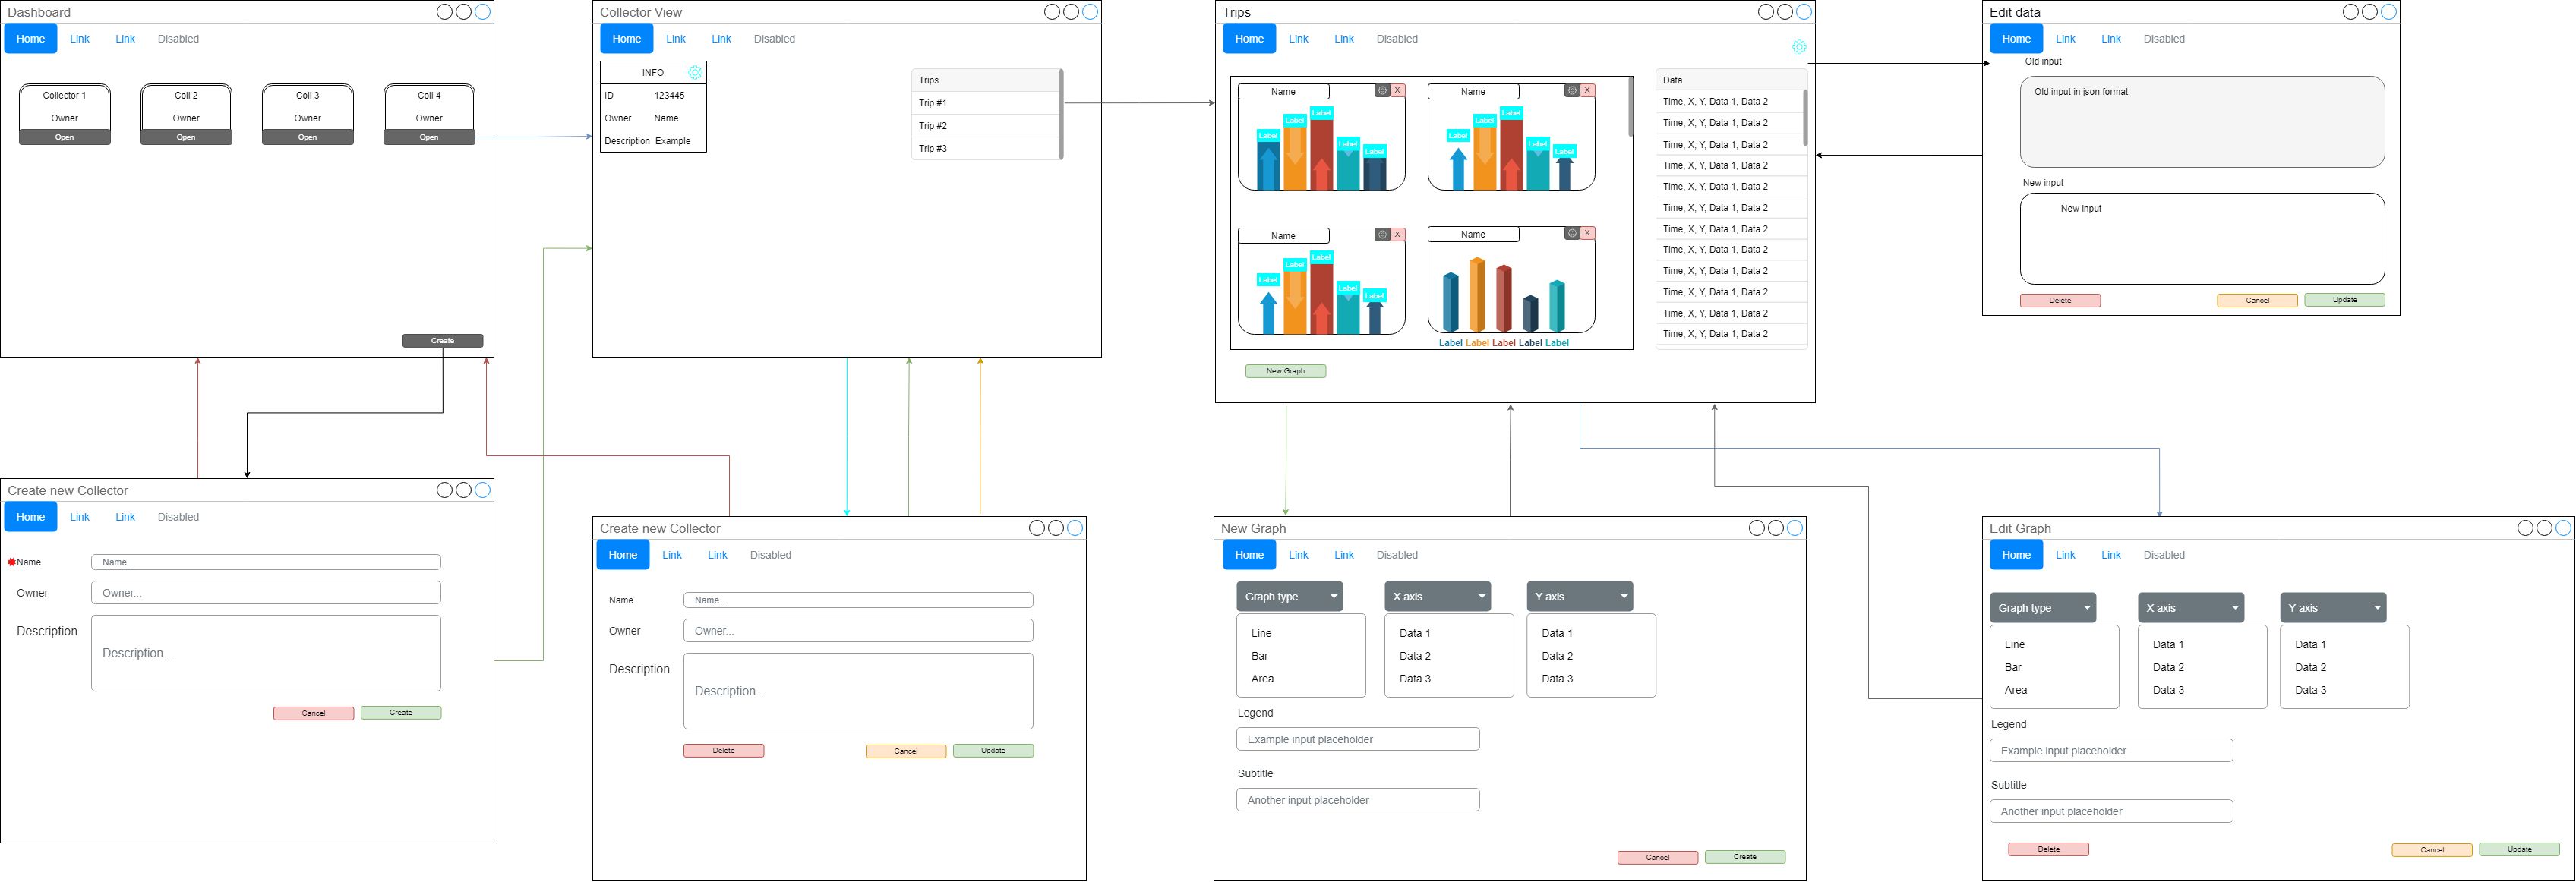 Dashboard
Home Link Link Disabled
Collector 1
Owner
Open
Coll 2
Owner
Open
Coll 3
Owner
Open
Coll 4
Owner
Open
Create
Collector View
Home Link Link Disabled
INFO
ID 123445
Owner Name
Description Example
Trips
Trip #1
Trip #2
Trip #3
Trips
Home Link Link Disabled
Name X
Label Label Label Label Label
Name X
Label Label Label Label Label
Name X
Label Label Label Label Label
Name X
Label Label Label Label Label
New Graph
Data
Time, X, Y, Data 1, Data 2
Time, X, Y, Data 1, Data 2
Time, X, Y, Data 1, Data 2
Time, X, Y, Data 1, Data 2
Time, X, Y, Data 1, Data 2
Time, X, Y, Data 1, Data 2
Time, X, Y, Data 1, Data 2
Time, X, Y, Data 1, Data 2
Time, X, Y, Data 1, Data 2
Time, X, Y, Data 1, Data 2
Time, X, Y, Data 1, Data 2
Time, X, Y, Data 1, Data 2
Edit data
Home Link Link Disabled
Old input
Old input in json format
New input
New input
Delete Cancel Update
Create new Collector
Home Link Link Disabled
Name Name...
Owner Owner...
Description Description...
Cancel Create
Create new Collector
Home Link Link Disabled
Name Name...
Owner Owner...
Description Description...
Delete Cancel Update
New Graph
Home Link Link Disabled
Graph type X axis Y axis
Line Data 1 Data 1
Bar Data 2 Data 2
Area Data 3 Data 3
Legend
Example input placeholder
Subtitle
Another input placeholder
Cancel Create
Edit Graph
Home Link Link Disabled
Graph type X axis Y axis
Line Data 1 Data 1
Bar Data 2 Data 2
Area Data 3 Data 3
Legend
Example input placeholder
Subtitle
Another input placeholder
Delete Cancel Update